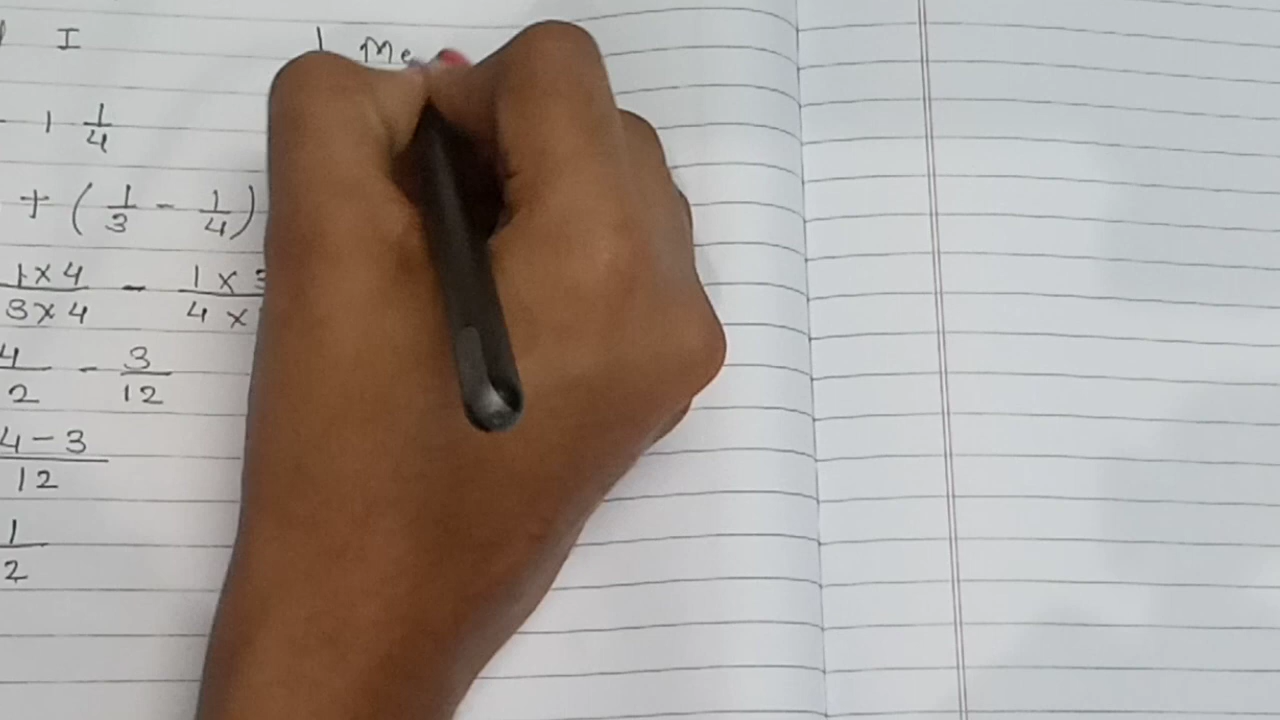 I
Me
- 1 1/4
+ ( 1/3 - 1/4 )
1×4/3×4 - 1×3/4×
4/2 - 3/12
4-3/12
1/2